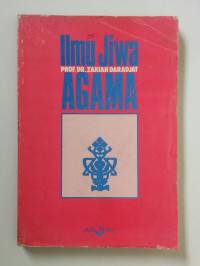 Ilmu Jiwa
PROF. DR. ZAKIAH DARADJAT
AGAMA